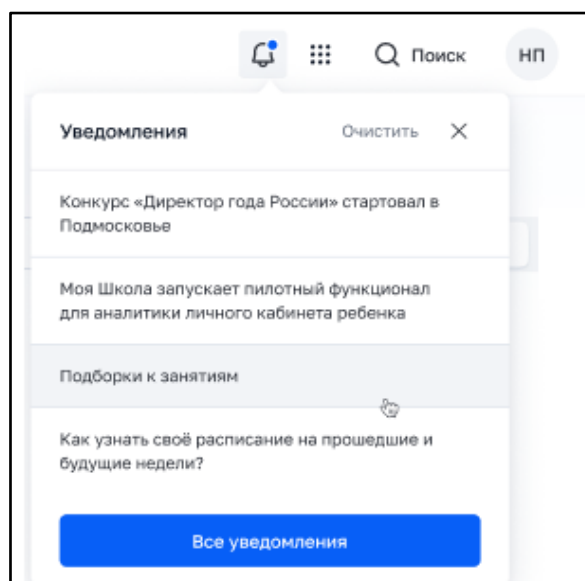 Поиск
НП
Уведомления
Очистить
Конкурс «Директор года России» стартовал в
Подмосковье
Моя Школа запускает пилотный функционал
для аналитики личного кабинета ребенка
Подборки к занятиям
Как узнать своё расписание на прошедшие и
будущие недели?
Все уведомления